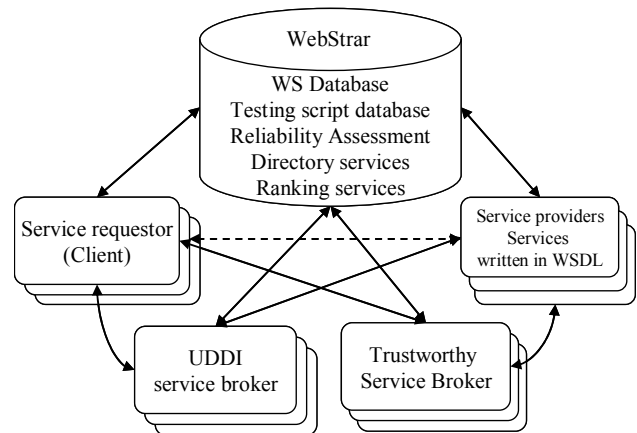 WebStrar
WS Database
Testing script database
Reliability Assessment
Directory services
Ranking services
Service requestor
(Client)
Service providers
Services
written in WSDL
UDDI
service broker
Trustworthy
Service Broker